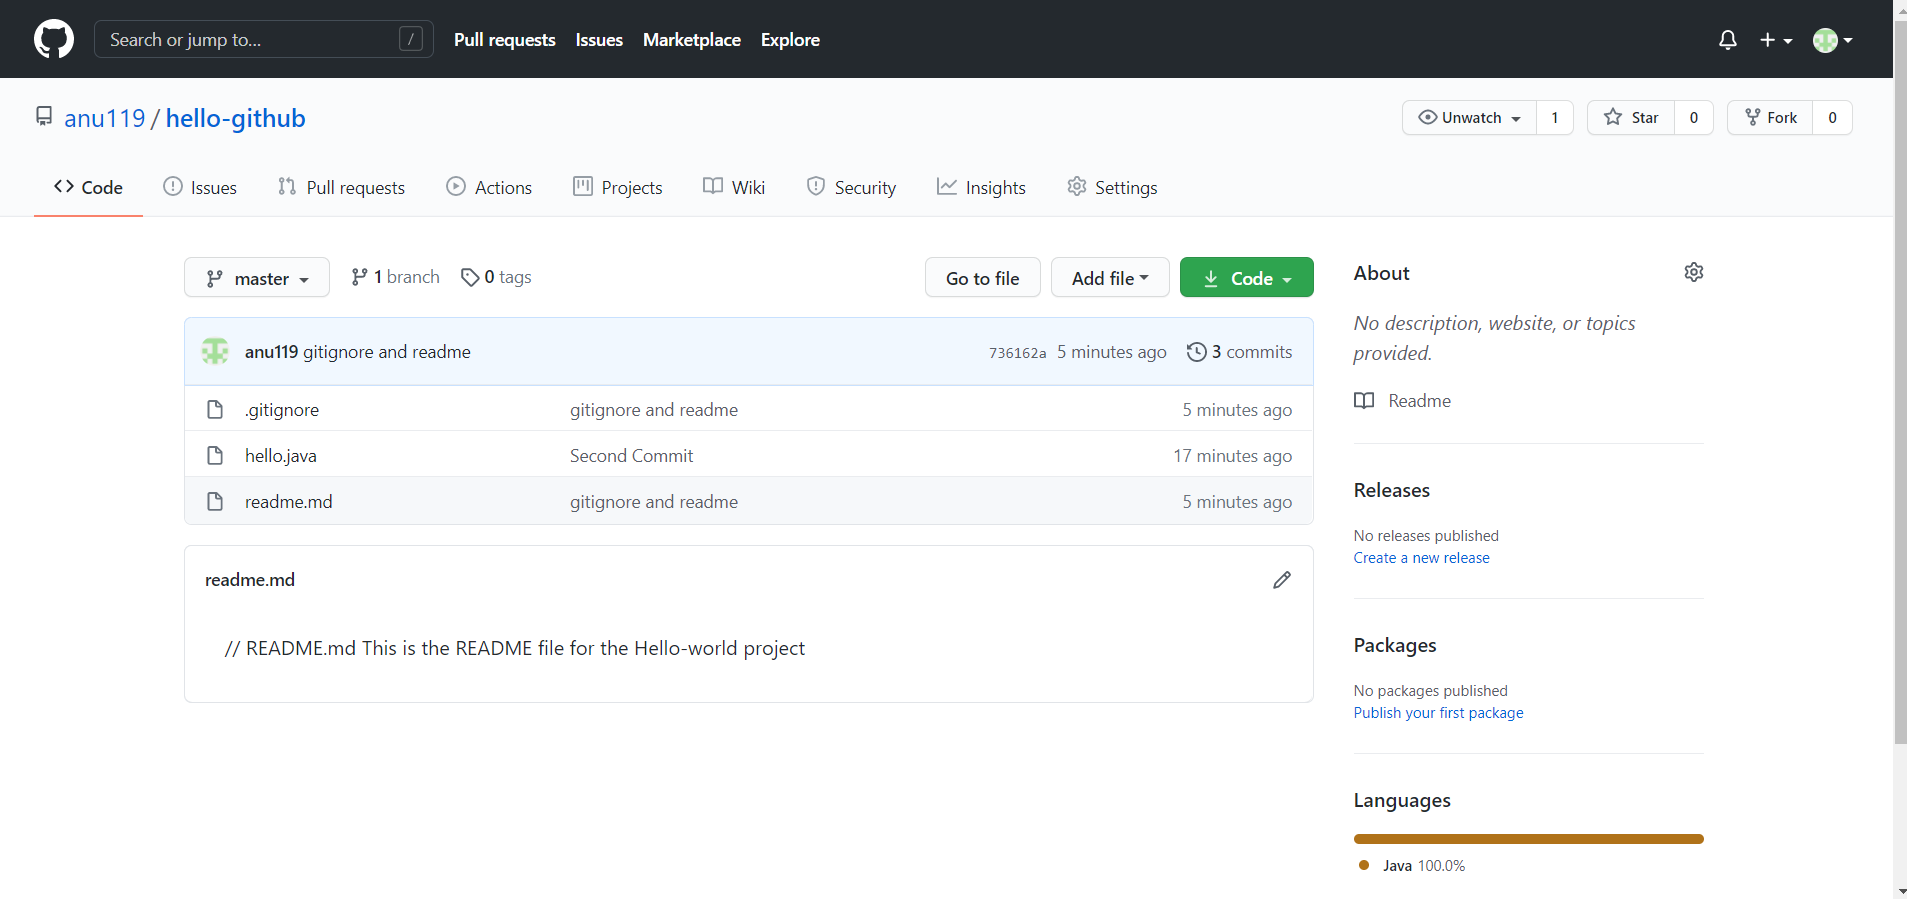 Search or jump to... /
Pull requests Issues Marketplace Explore
anu119 / hello-github
Unwatch 1 Star 0 Fork 0
Code Issues Pull requests Actions Projects Wiki Security Insights Settings
master 1 branch 0 tags
Go to file Add file Code
anu119 gitignore and readme 736162a 5 minutes ago 3 commits
.gitignore gitignore and readme 5 minutes ago
hello.java Second Commit 17 minutes ago
readme.md gitignore and readme 5 minutes ago
readme.md
// README.md This is the README file for the Hello-world project
About
No description, website, or topics
provided.
Readme
Releases
No releases published
Create a new release
Packages
No packages published
Publish your first package
Languages
Java 100.0%